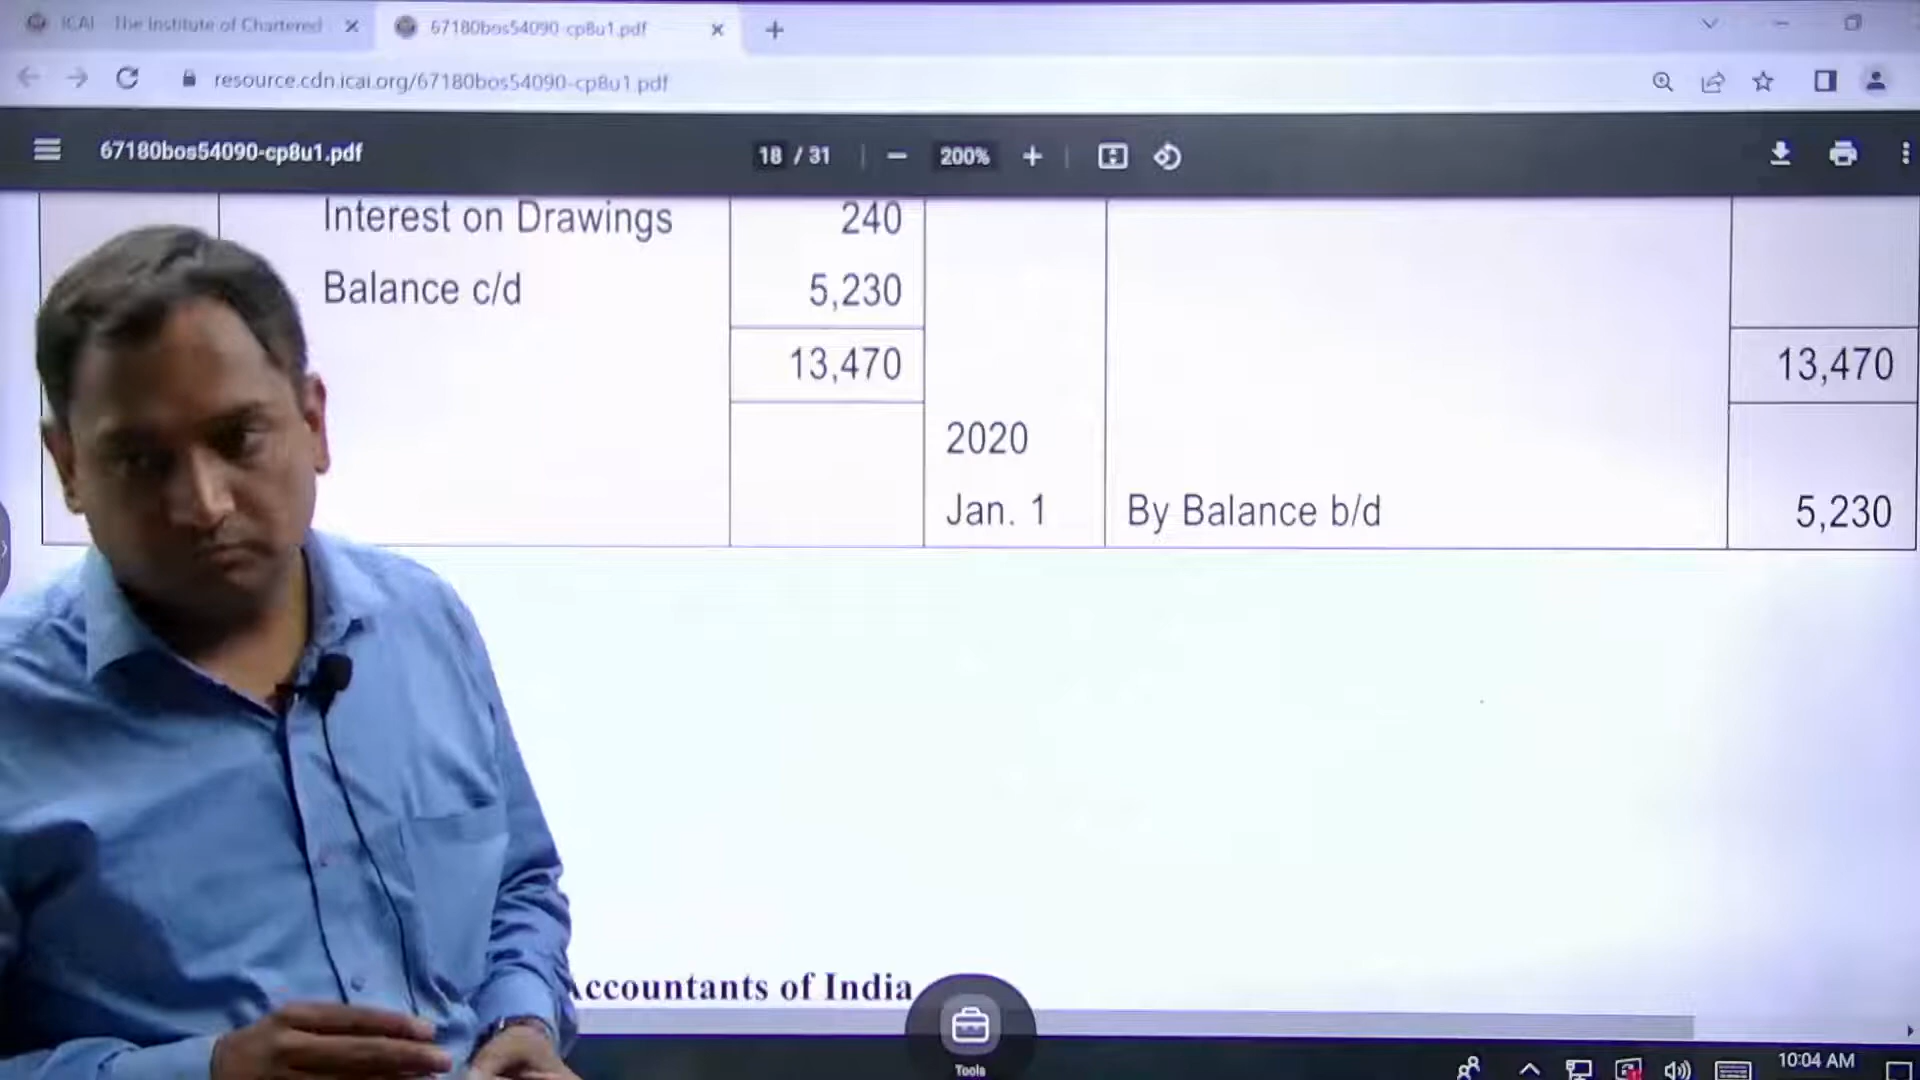 ICAI - The Institute of Chartered
67180bos54090-cp8u1.pdf
resource.cdn.icai.org/67180bos54090-cp8u1.pdf
67180bos54090-cp8u1.pdf
18 / 31
200%
Interest on Drawings 240
Balance c/d 5,230
13,470 13,470
2020
Jan. 1 By Balance b/d 5,230
Accountants of India
Tools
10:04 AM